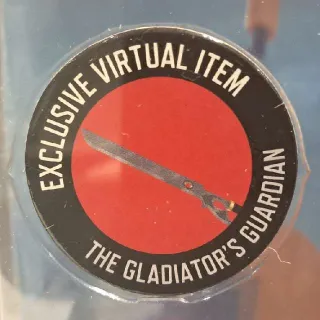 EXCLUSIVE VIRTUAL ITEM
THE GLADIATOR'S GUARDIAN